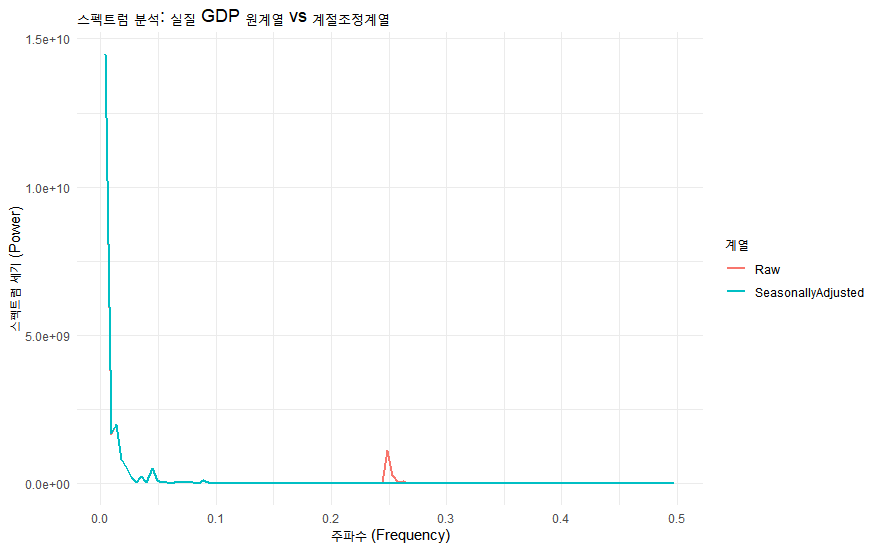 스펙트럼 분석: 실질 GDP 원계열 vs 계절조정계열
1.5e+10
1.0e+10
5.0e+09
0.0e+00
스펙트럼 세기 (Power)
0.0
0.1
0.2
0.3
0.4
0.5
주파수 (Frequency)
계열
Raw
SeasonallyAdjusted